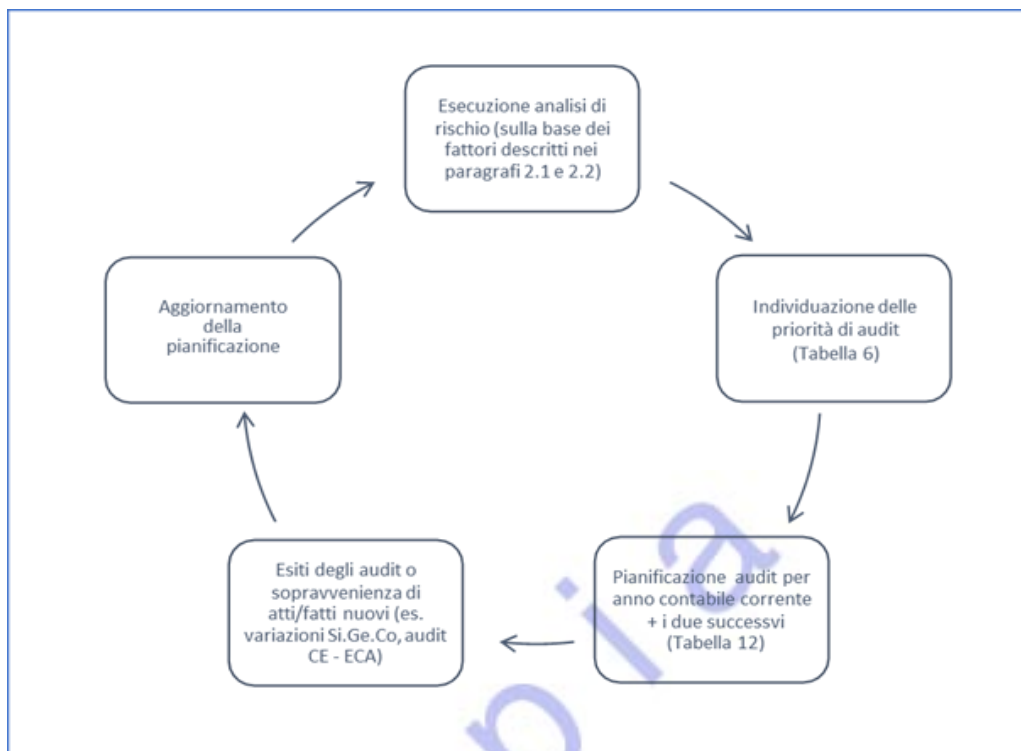 Esecuzione analisi di
rischio (sulla base dei
fattori descritti nei
paragrafi 2.1 e 2.2)
Individuazione delle
priorità di audit
(Tabella 6)
Pianificazione audit per
anno contabile corrente
+ i due successvi
(Tabella 12)
Esiti degli audit o
sopravvenienza di
atti/fatti nuovi (es.
variazioni Si.Ge.Co, audit
CE - ECA)
Aggiornamento
della
pianificazione
pia